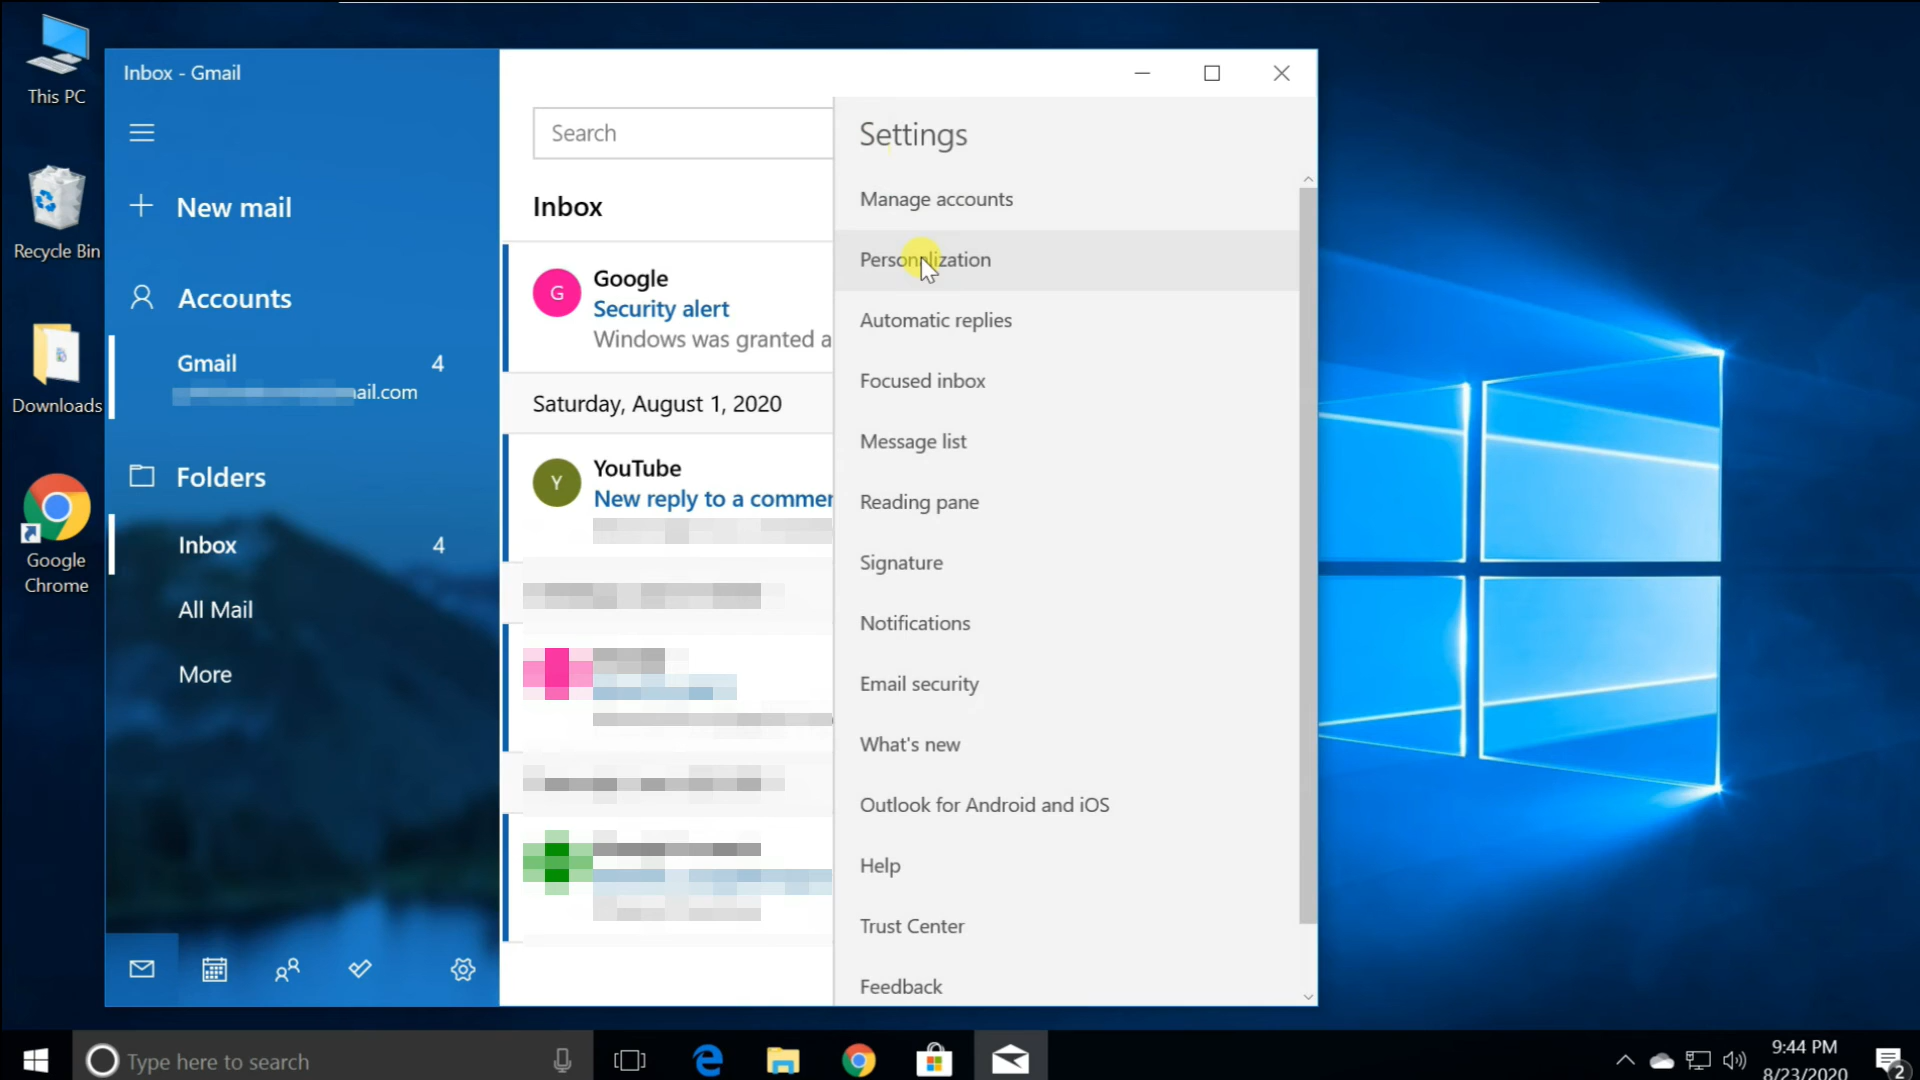 This PC
Recycle Bin
Downloads
Google
Chrome
Inbox - Gmail
New mail
Accounts
Gmail 4
ail.com
Folders
Inbox 4
All Mail
More
Search
Inbox
G
Google
Security alert
Windows was granted a
Saturday, August 1, 2020
Y
YouTube
New reply to a commen
Settings
Manage accounts
Personalization
Automatic replies
Focused inbox
Message list
Reading pane
Signature
Notifications
Email security
What's new
Outlook for Android and iOS
Help
Trust Center
Feedback
Type here to search
9:44 PM
8/23/2020
2